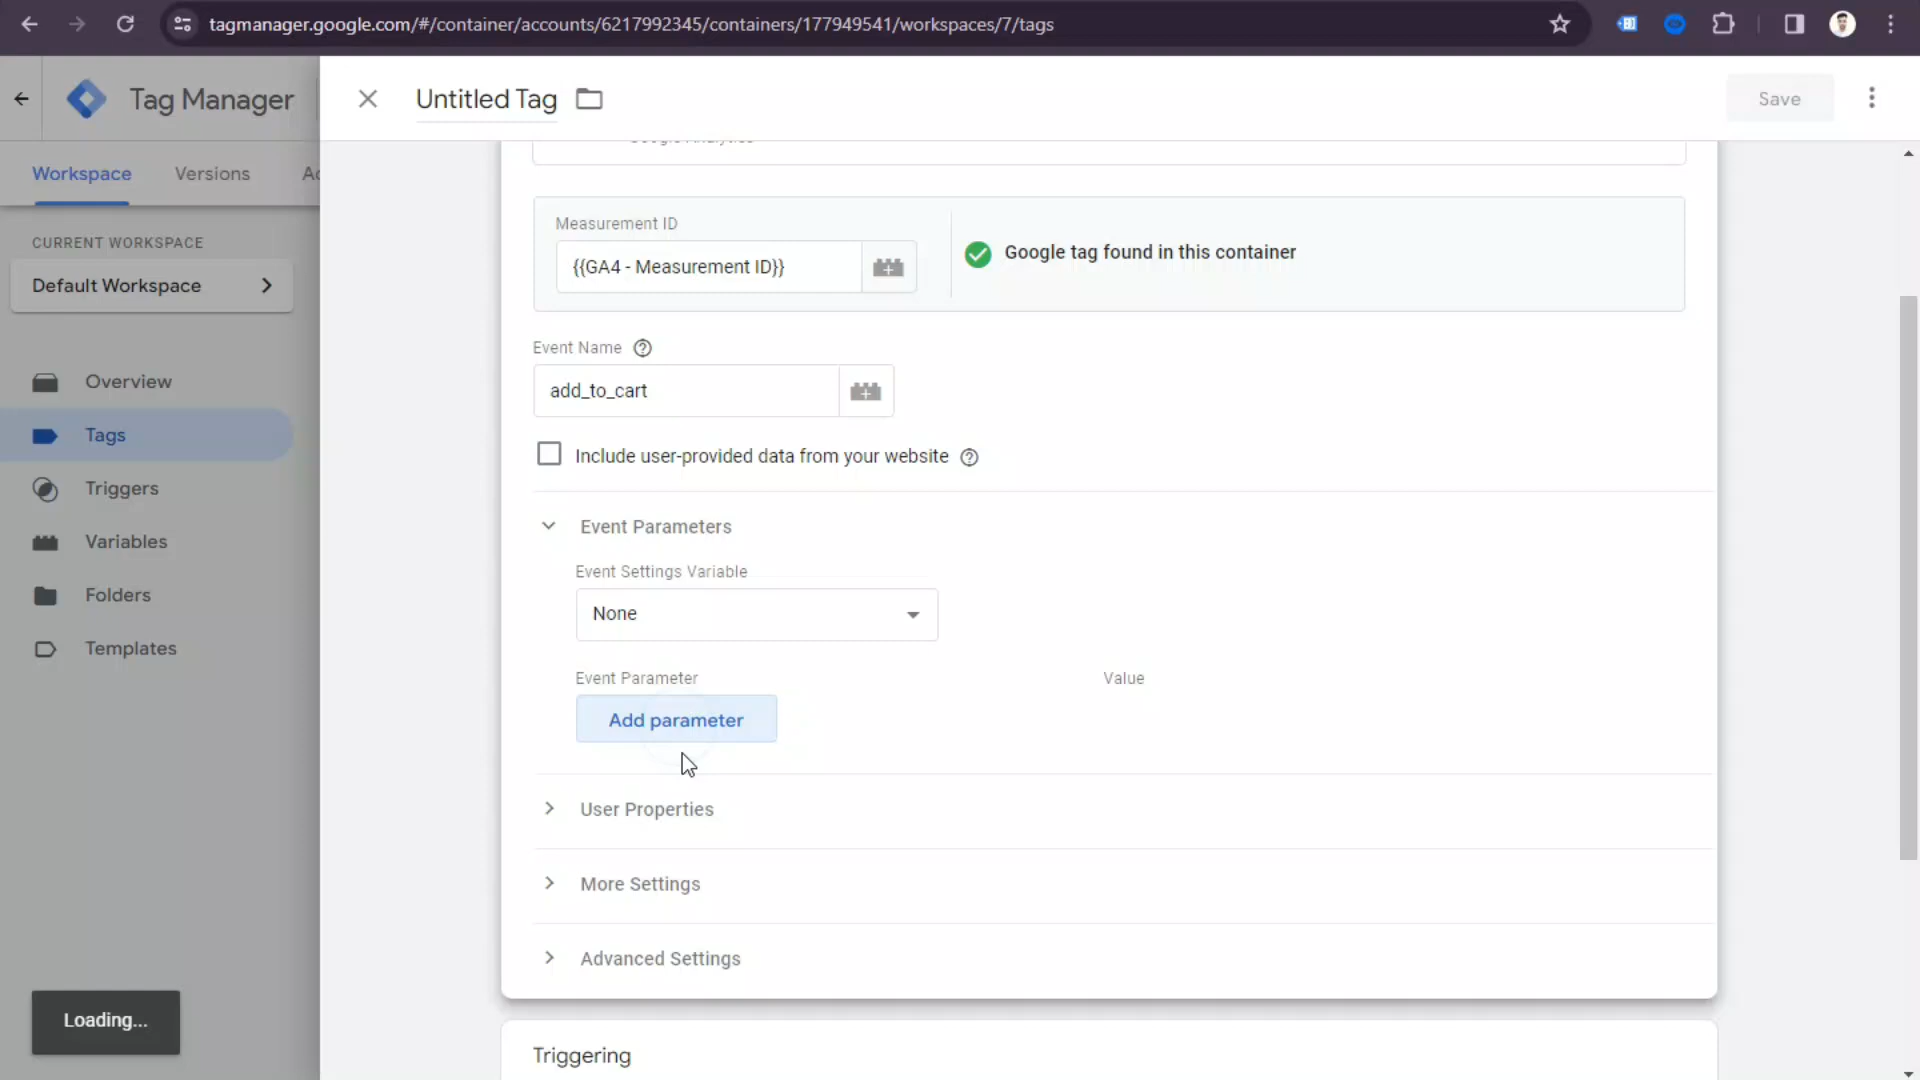 tagmanager.google.com/#/container/accounts/6217992345/containers/177949541/workspaces/7/tags
Tag Manager
Untitled Tag
Save
Workspace
Versions
Google Analytics
CURRENT WORKSPACE
Default Workspace
Overview
Tags
Triggers
Variables
Folders
Templates
Measurement ID
{{GA4 - Measurement ID}}
Google tag found in this container
Event Name
add_to_cart
Include user-provided data from your website
Event Parameters
Event Settings Variable
None
Event Parameter
Value
Add parameter
User Properties
More Settings
Advanced Settings
Loading...
Triggering